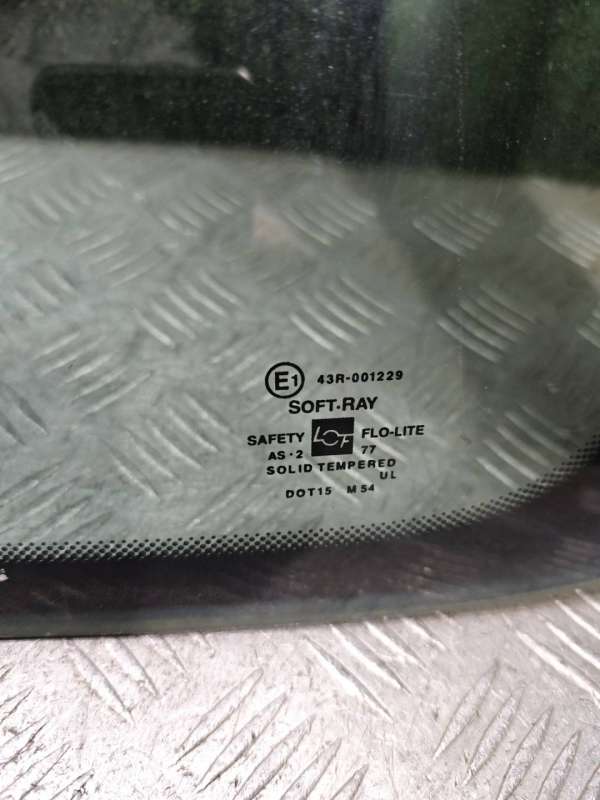 E1 43R-001229
SOFT-RAY
SAFETY LOF FLO-LITE
AS·2 77
SOLID TEMPERED
UL
DOT15 M54